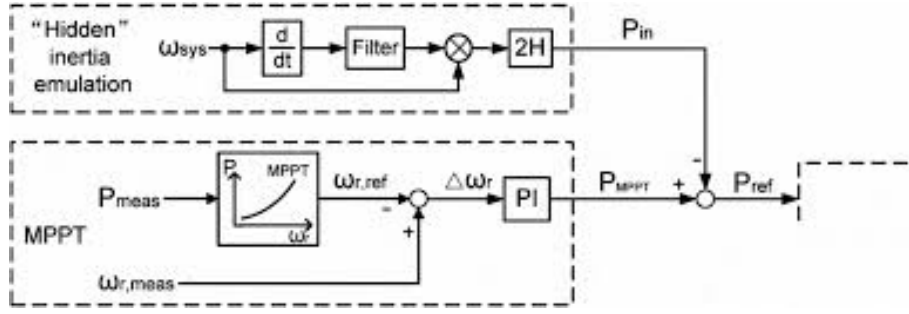 “Hidden”
inertia
emulation
ωsys
d
dt
Filter
2H
Pin
-
MPPT
Pmeas
P
MPPT
ωr
ωr,ref
-
+
Δωr
PI
PMPPT
+
Pref
ωr,meas